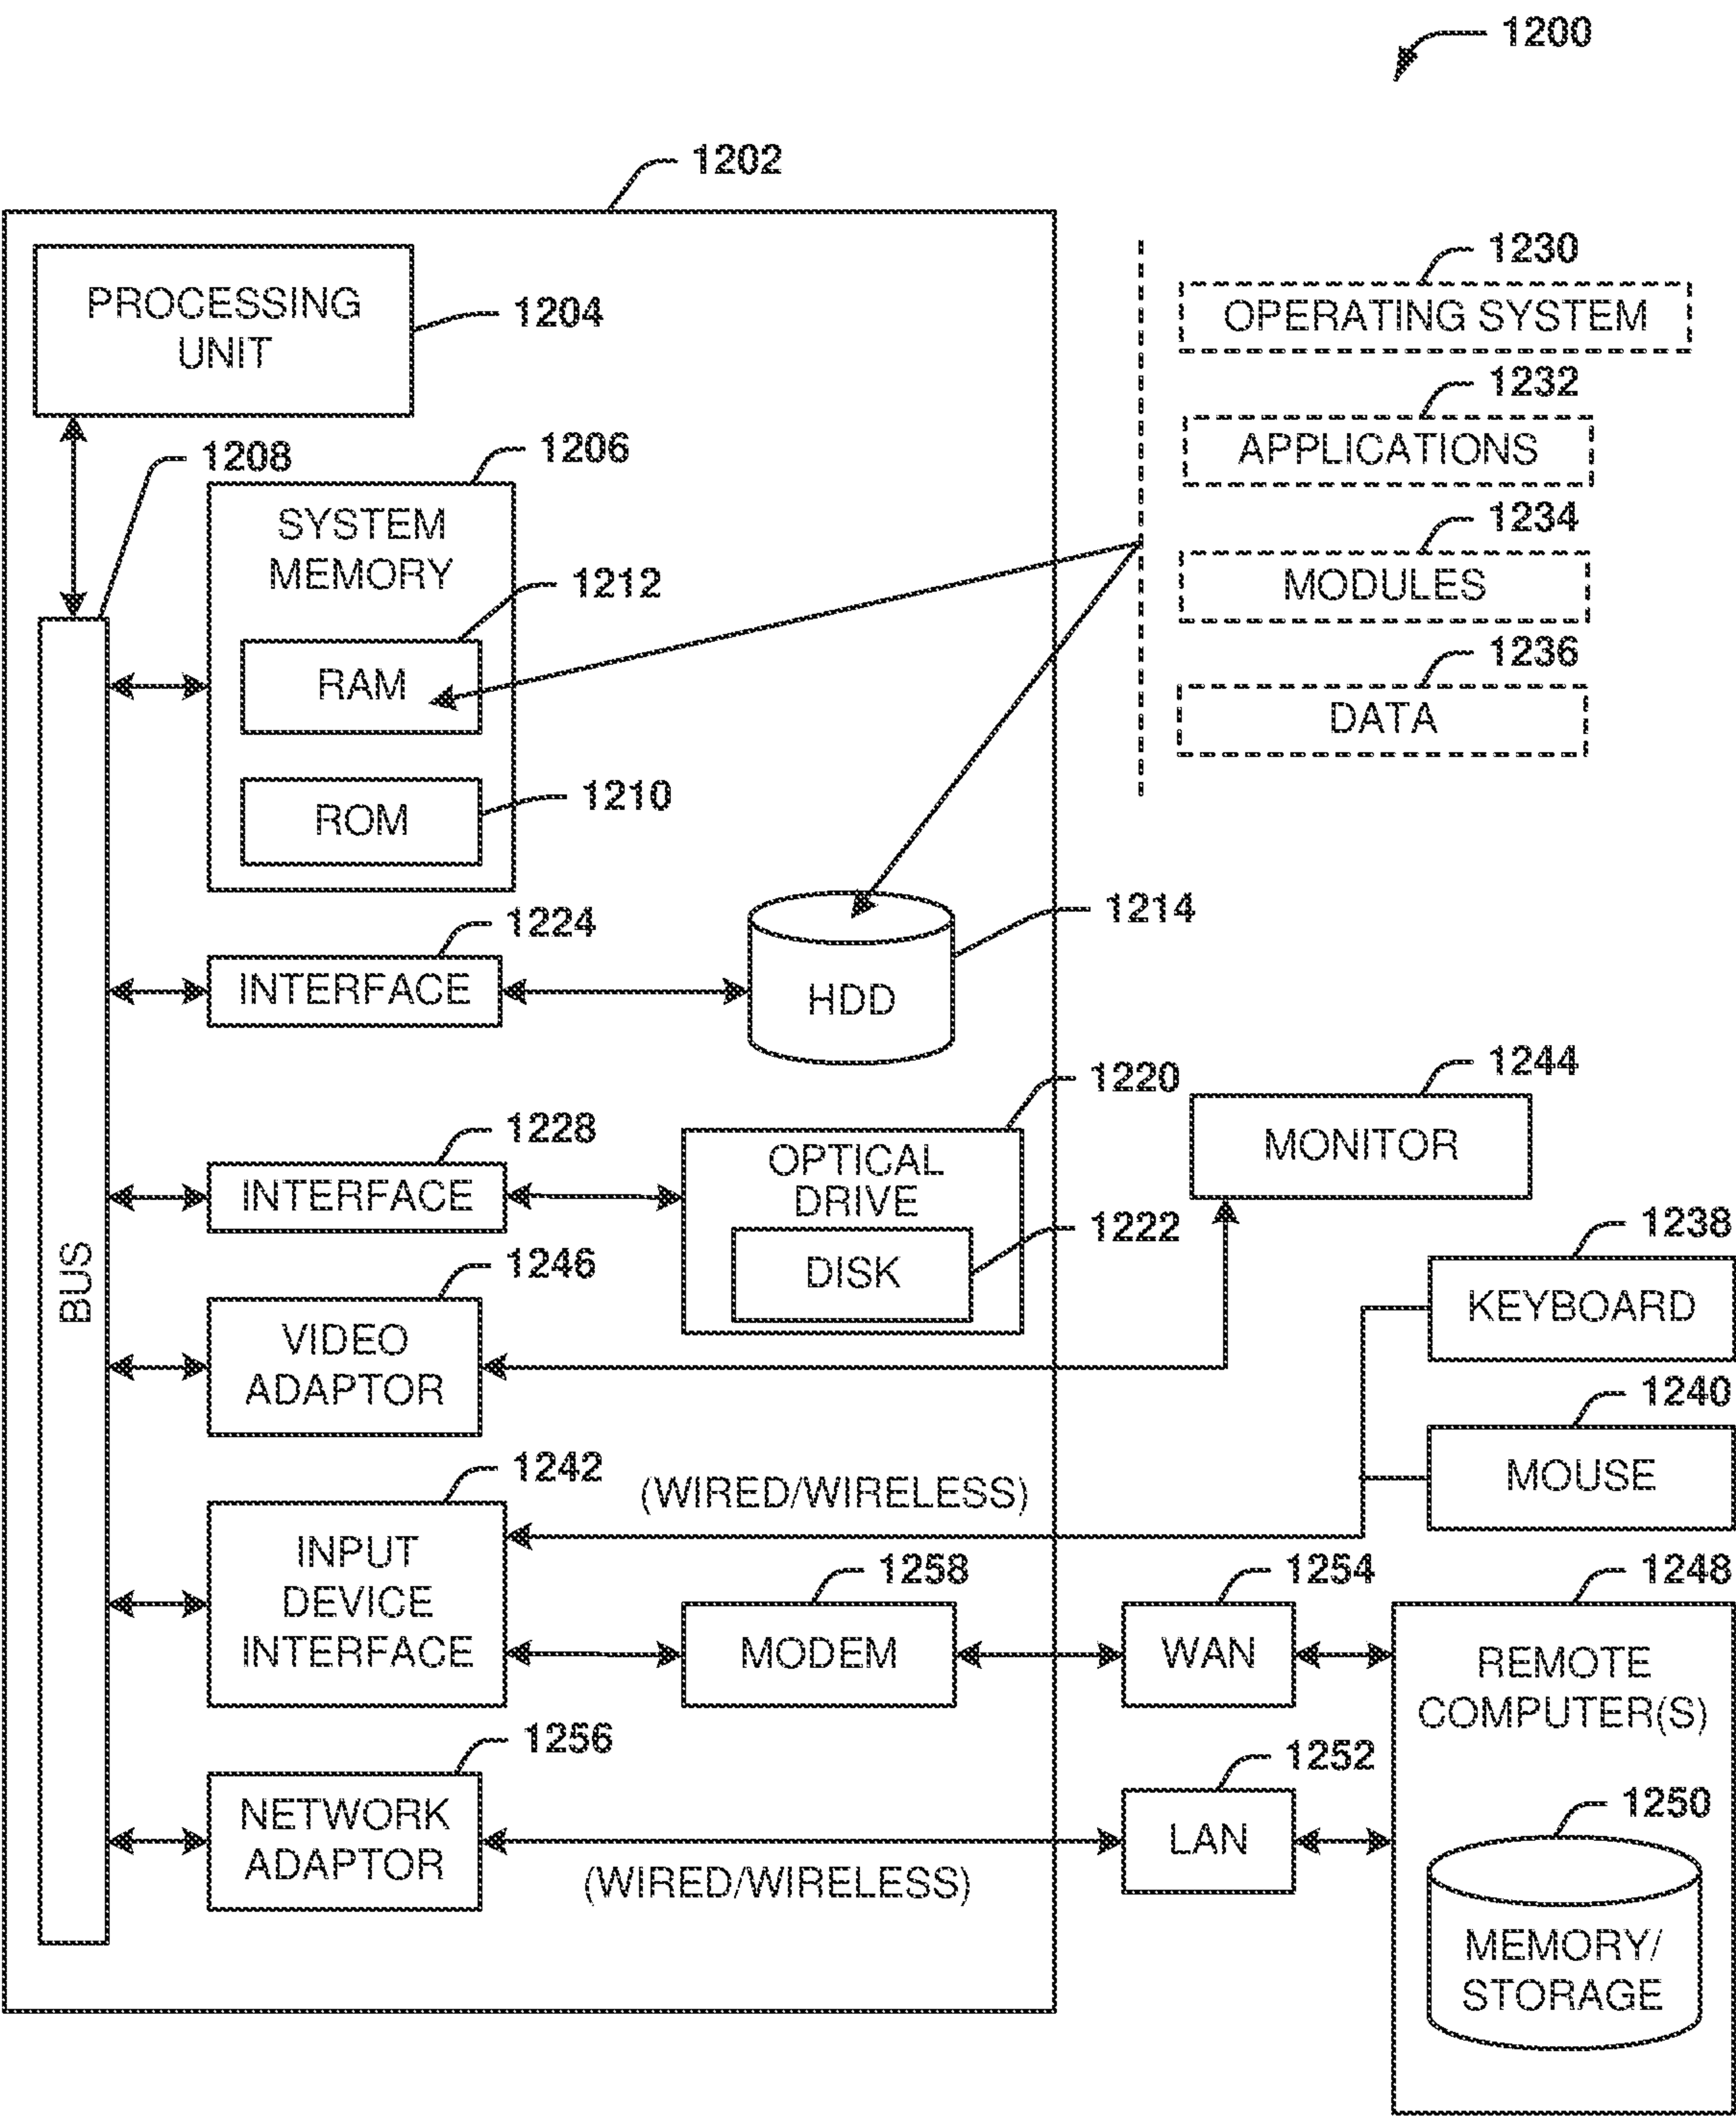 1200
1202
PROCESSING
UNIT
1204
1230
OPERATING SYSTEM
1232
APPLICATIONS
1234
MODULES
1236
DATA
1208
1206
SYSTEM
MEMORY
1212
RAM
1210
ROM
1224
INTERFACE
1214
HDD
1228
INTERFACE
1220
OPTICAL
DRIVE
1222
DISK
1244
MONITOR
BUS
1246
VIDEO
ADAPTOR
1238
KEYBOARD
1240
MOUSE
1242
INPUT
DEVICE
INTERFACE
(WIRED/WIRELESS)
1258
MODEM
1254
WAN
1248
REMOTE
COMPUTER(S)
1256
NETWORK
ADAPTOR
(WIRED/WIRELESS)
1252
LAN
1250
MEMORY/
STORAGE